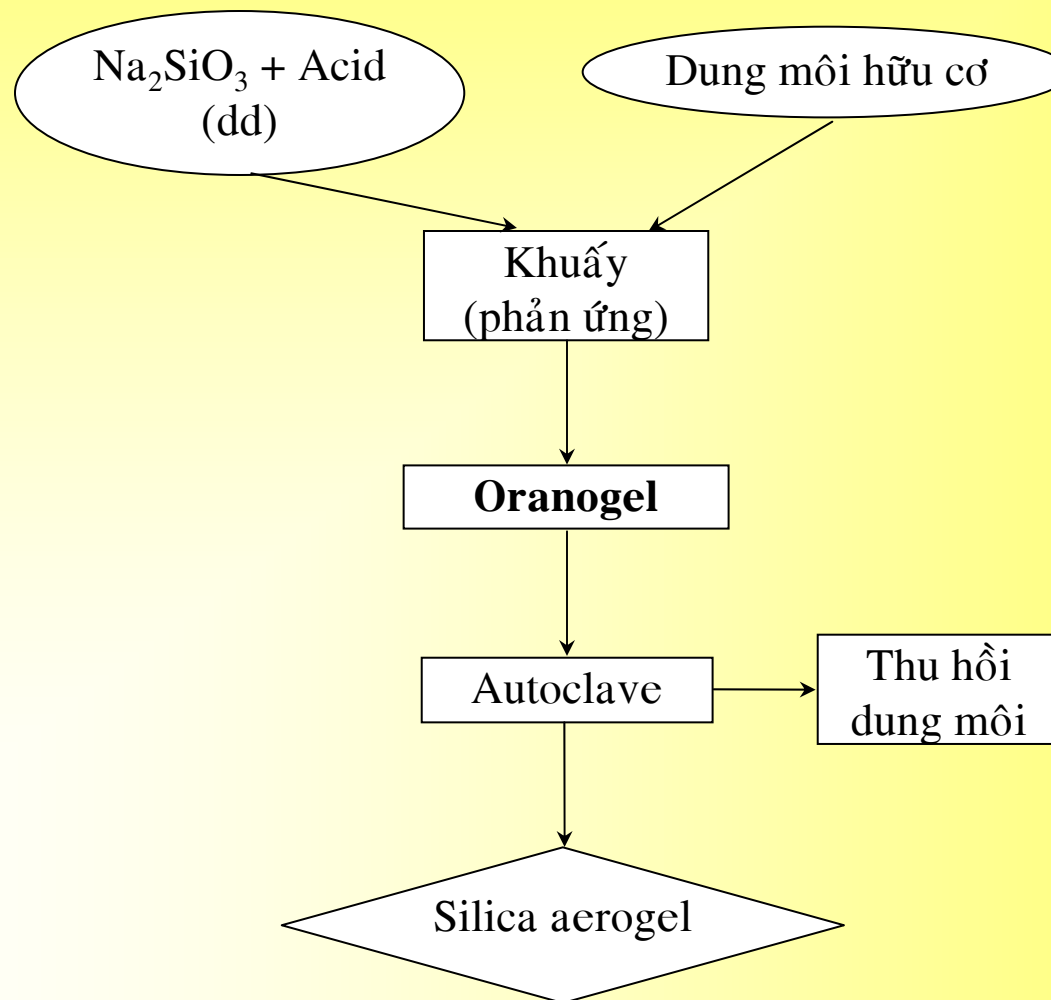 Na₂SiO₃ + Acid
(dd)
Dung môi hữu cơ
Khuấy
(phản ứng)
Oranogel
Autoclave
Thu hồi
dung môi
Silica aerogel